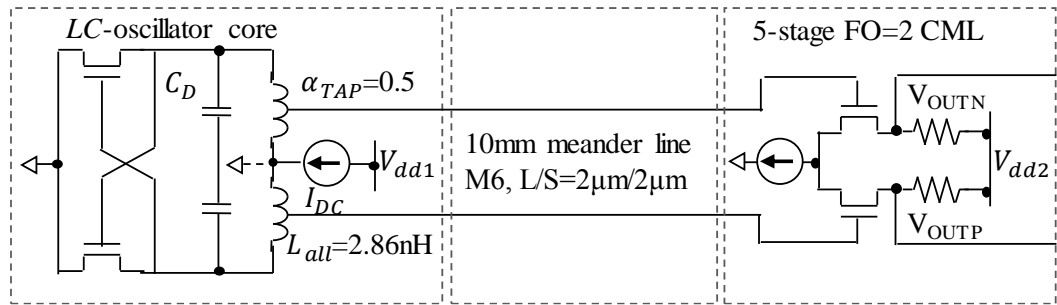 LC-oscillator core
C_D
α_TAP=0.5
V_dd1
I_DC
L_all=2.86nH
10mm meander line
M6, L/S=2μm/2μm
5-stage FO=2 CML
V_OUTN
V_dd2
V_OUTP